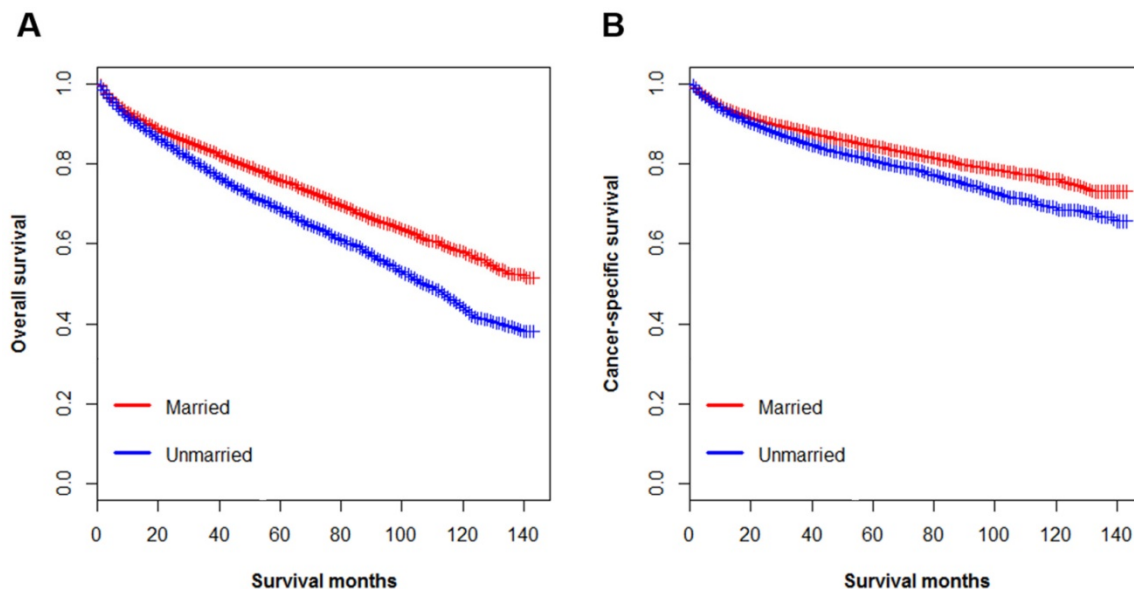 A
Overall survival
1.0
0.8
0.6
0.4
0.2
0.0
Married
Unmarried
0 20 40 60 80 100 120 140
Survival months
B
Cancer-specific survival
1.0
0.8
0.6
0.4
0.2
0.0
Married
Unmarried
0 20 40 60 80 100 120 140
Survival months